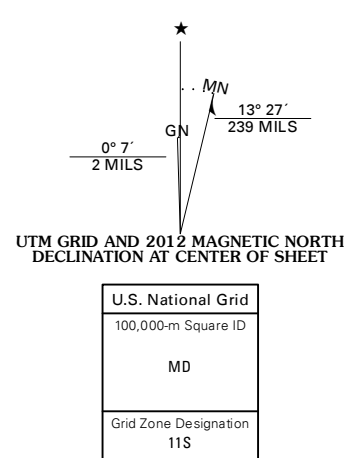 ★
MN
GN
13° 27´
239 MILS
0° 7´
2 MILS
UTM GRID AND 2012 MAGNETIC NORTH
DECLINATION AT CENTER OF SHEET
U.S. National Grid
100,000-m Square ID
MD
Grid Zone Designation
11S